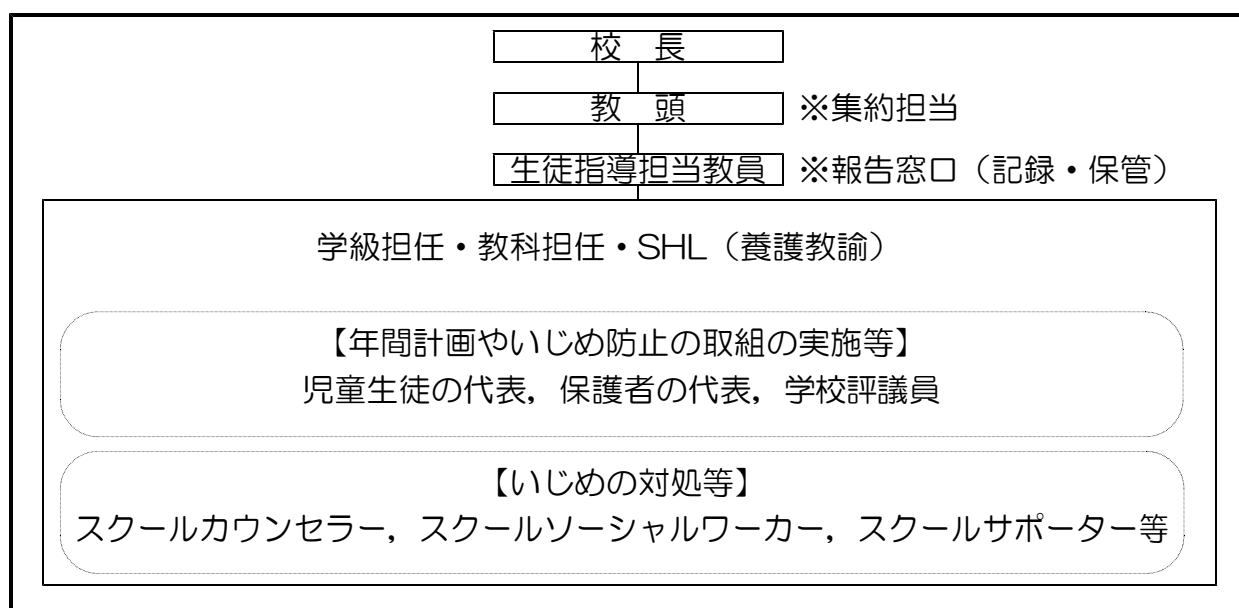 校　長
教　頭　※集約担当
生徒指導担当教員　※報告窓口（記録・保管）
学級担任・教科担任・SHL（養護教諭）
【年間計画やいじめ防止の取組の実施等】
児童生徒の代表，保護者の代表，学校評議員
【いじめの対処等】
スクールカウンセラー，スクールソーシャルワーカー，スクールサポーター等